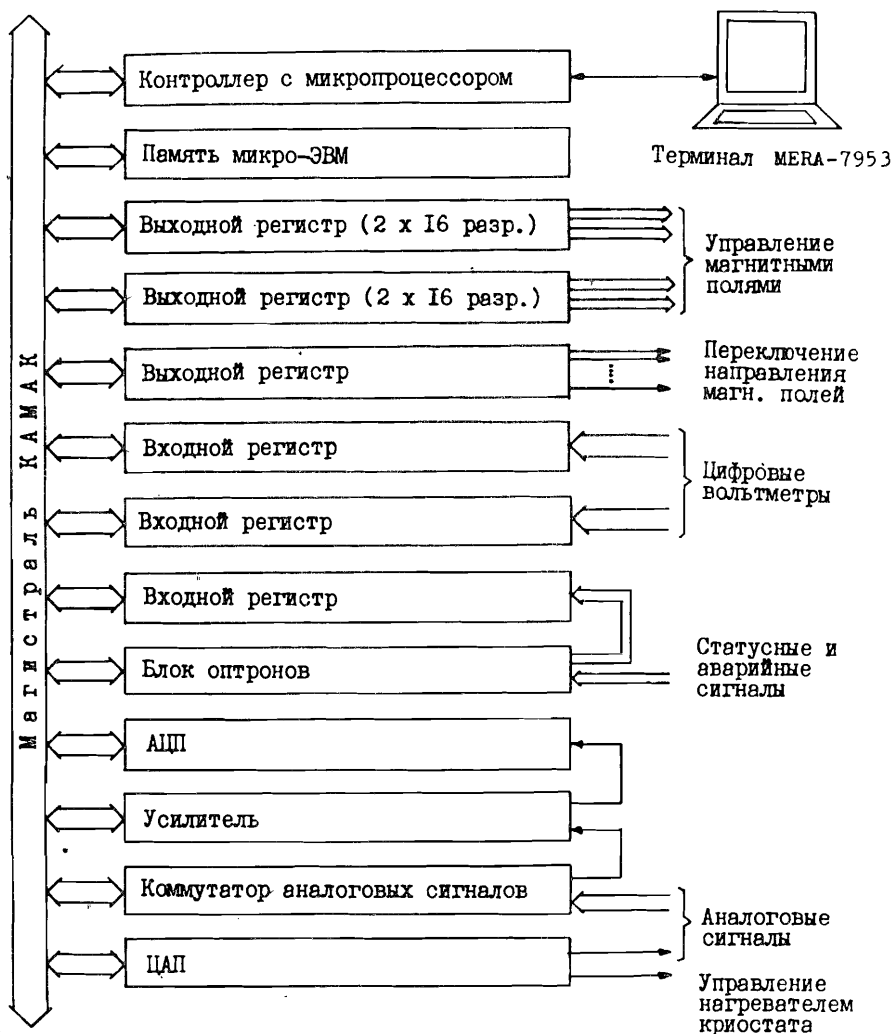 Контроллер с микропроцессором
Терминал MERA-7953
Память микро-ЭВМ
Выходной регистр (2 х I6 разр.)
Выходной регистр (2 х I6 разр.)
Управление
магнитными
полями
Выходной регистр
Переключение
направления
магн. полей
Входной регистр
Входной регистр
Цифровые
вольтметры
Входной регистр
Блок оптронов
Статусные и
аварийные
сигналы
АЦП
Усилитель
Коммутатор аналоговых сигналов
Аналоговые
сигналы
ЦАП
Управление
нагревателем
криостата
Магистраль КАМАК